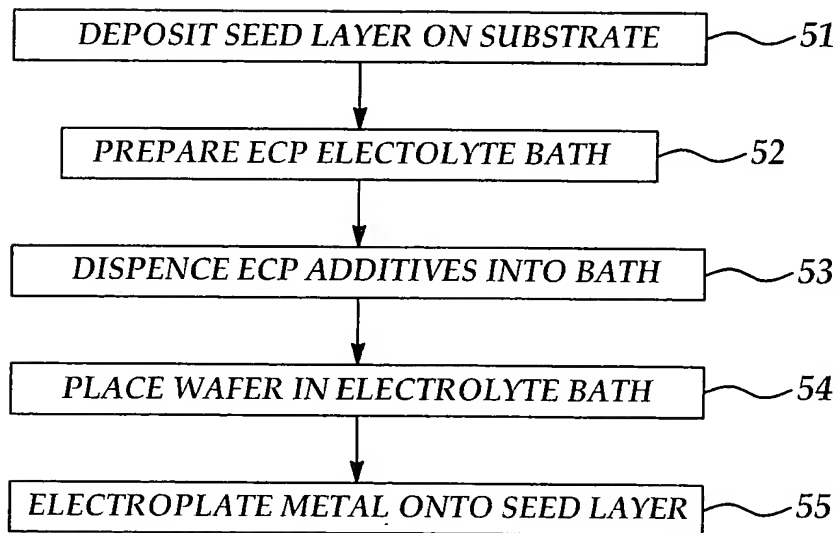 DEPOSIT SEED LAYER ON SUBSTRATE 51
PREPARE ECP ELECTOLYTE BATH 52
DISPENCE ECP ADDITIVES INTO BATH 53
PLACE WAFER IN ELECTROLYTE BATH 54
ELECTROPLATE METAL ONTO SEED LAYER 55